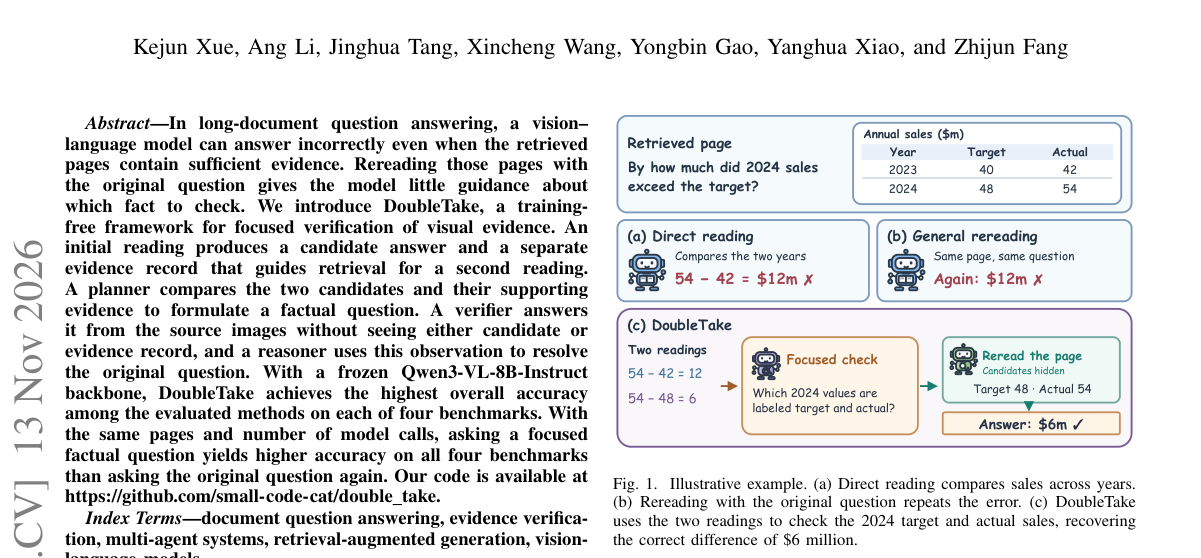 Kejun Xue, Ang Li, Jinghua Tang, Xincheng Wang, Yongbin Gao, Yanghua Xiao, and Zhijun Fang
.CV] 13 Nov 2026
Abstract—In long-document question answering, a vision–
language model can answer incorrectly even when the retrieved
pages contain sufficient evidence. Rereading those pages with
the original question gives the model little guidance about
which fact to check. We introduce DoubleTake, a training-
free framework for focused verification of visual evidence. An
initial reading produces a candidate answer and a separate
evidence record that guides retrieval for a second reading.
A planner compares the two candidates and their supporting
evidence to formulate a factual question. A verifier answers
it from the source images without seeing either candidate or
evidence record, and a reasoner uses this observation to resolve
the original question. With a frozen Qwen3-VL-8B-Instruct
backbone, DoubleTake achieves the highest overall accuracy
among the evaluated methods on each of four benchmarks. With
the same pages and number of model calls, asking a focused
factual question yields higher accuracy on all four benchmarks
than asking the original question again. Our code is available at
https://github.com/small-code-cat/double_take.
Index Terms—document question answering, evidence verifica-
tion, multi-agent systems, retrieval-augmented generation, vision-
language models.
Retrieved page
By how much did 2024 sales
exceed the target?
Annual sales ($m)
Year Target Actual
2023 40 42
2024 48 54
(a) Direct reading
Compares the two years
54 − 42 = $12m ✗
(b) General rereading
Same page, same question
Again: $12m ✗
(c) DoubleTake
Two readings
54 − 42 = 12
54 − 48 = 6
Focused check
Which 2024 values are
labeled target and actual?
Reread the page
Candidates hidden
Target 48 · Actual 54
Answer: $6m ✓
Fig. 1. Illustrative example. (a) Direct reading compares sales across years.
(b) Rereading with the original question repeats the error. (c) DoubleTake
uses the two readings to check the 2024 target and actual sales, recovering
the correct difference of $6 million.